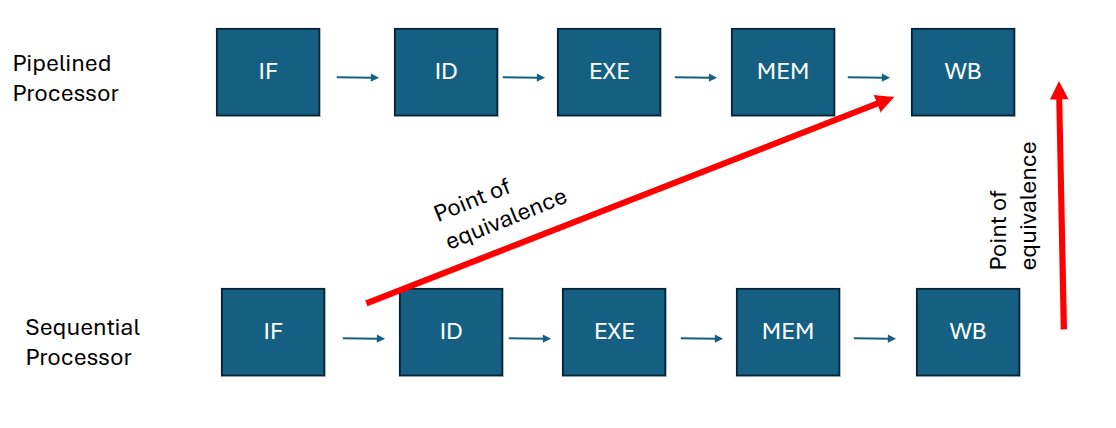 Pipelined
Processor
IF
ID
EXE
MEM
WB
Point of
equivalence
Point of
equivalence
Sequential
Processor
IF
ID
EXE
MEM
WB